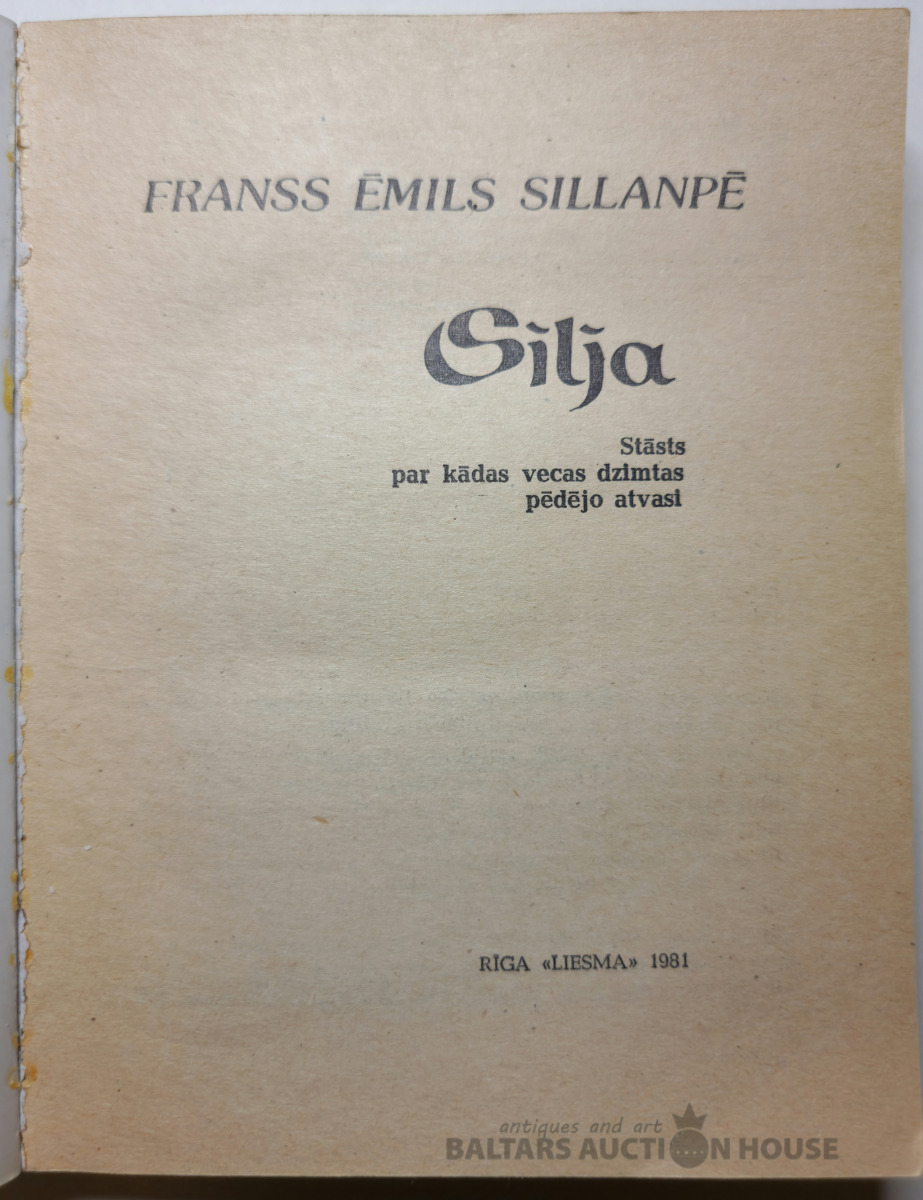 FRANSS ĒMILS SILLANPĒ
Silja
Stāsts
par kādas vecas dzimtas
pēdējo atvasi
RĪGA «LIESMA» 1981
antiques and art
BALTARS AUCTION HOUSE